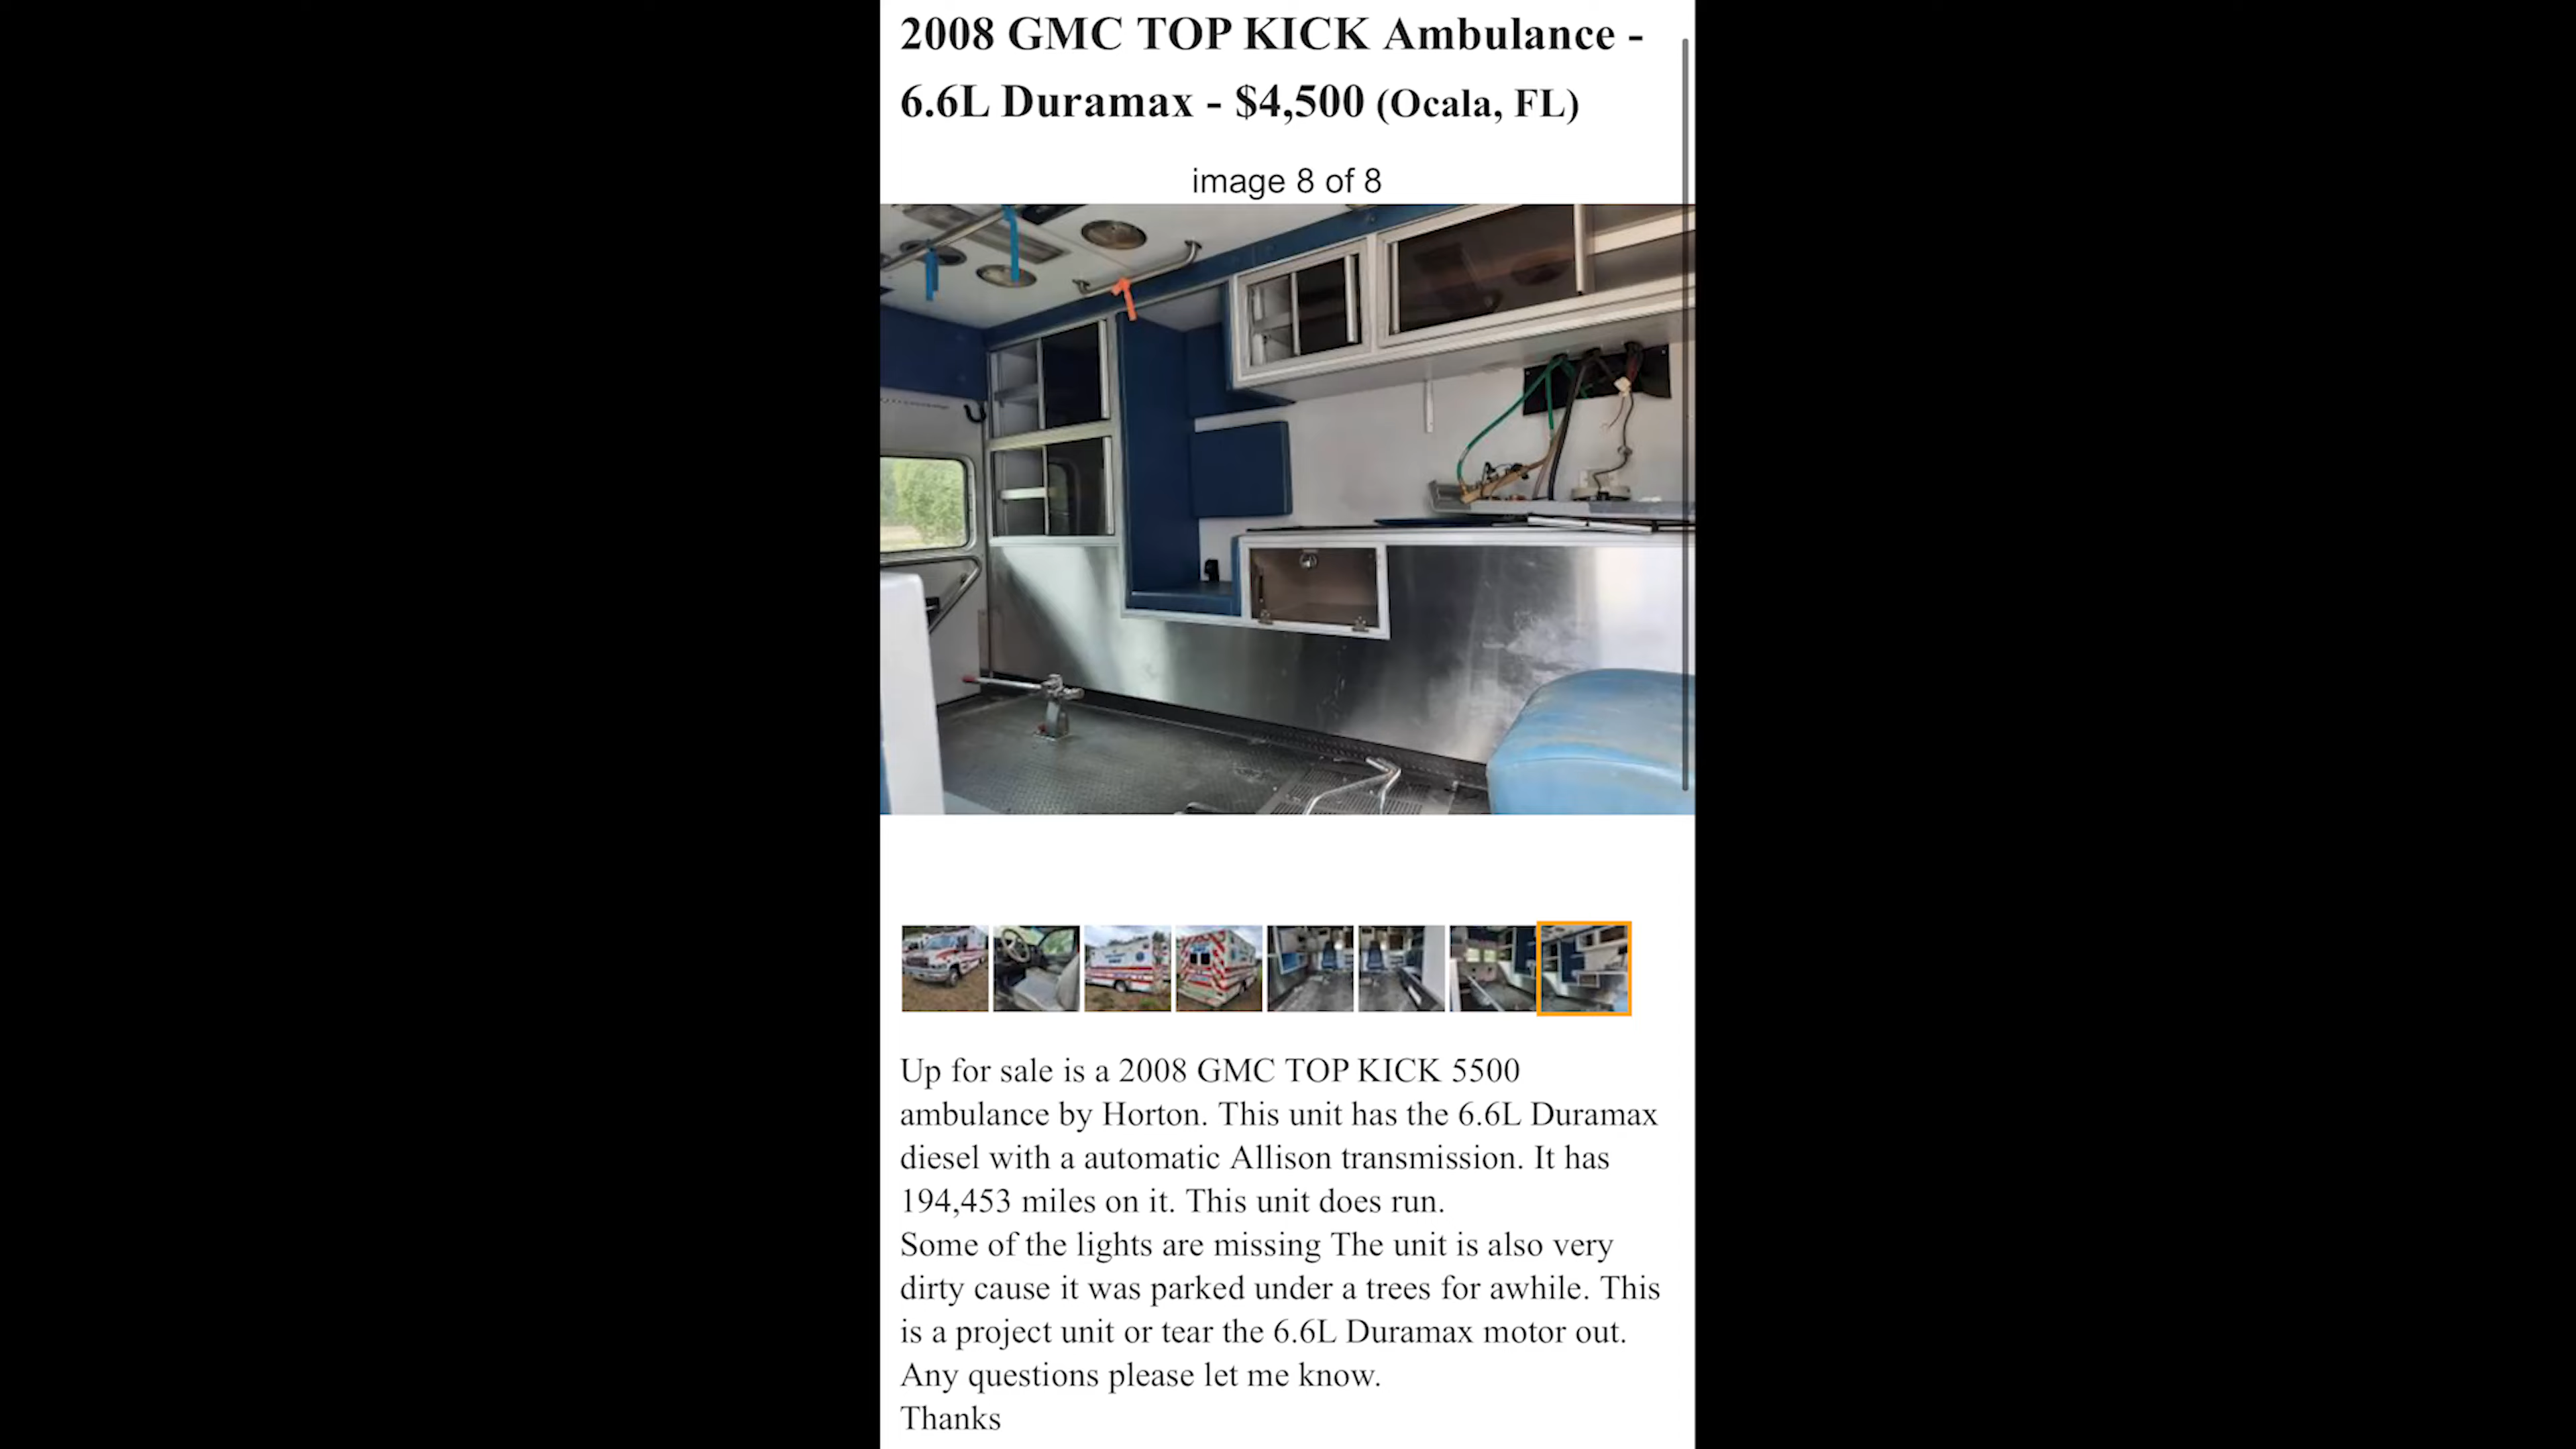 2008 GMC TOP KICK Ambulance -
6.6L Duramax - $4,500 (Ocala, FL)
image 8 of 8
Up for sale is a 2008 GMC TOP KICK 5500
ambulance by Horton. This unit has the 6.6L Duramax
diesel with a automatic Allison transmission. It has
194,453 miles on it. This unit does run.
Some of the lights are missing The unit is also very
dirty cause it was parked under a trees for awhile. This
is a project unit or tear the 6.6L Duramax motor out.
Any questions please let me know.
Thanks